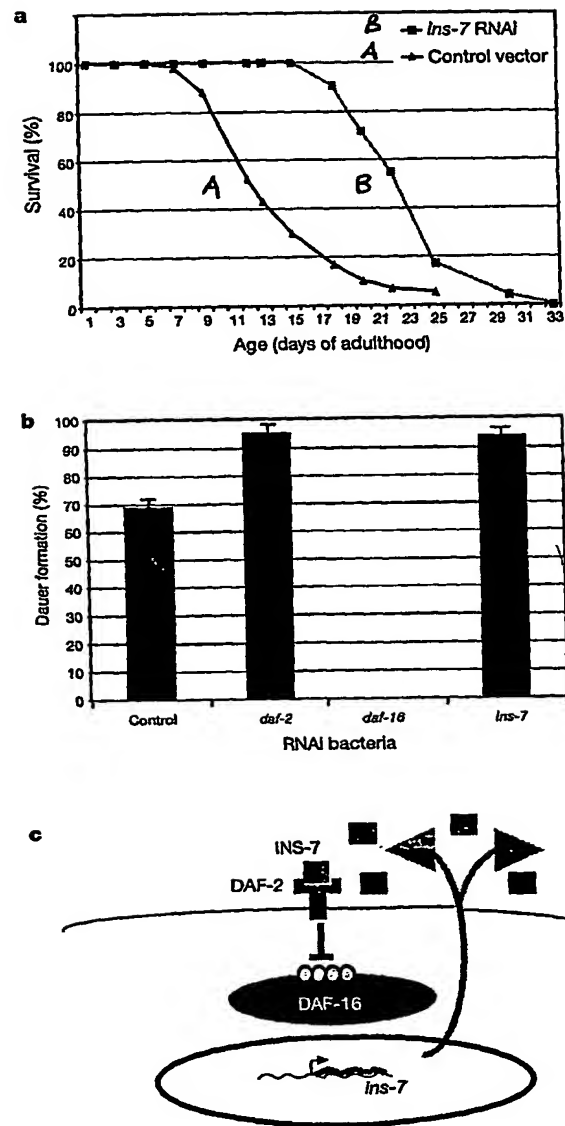 a
B Ins-7 RNAi
A Control vector
Survival (%)
100
80
60
40
20
0
A
B
1 3 5 7 9 11 13 15 17 19 21 23 25 27 29 31 33
Age (days of adulthood)
b
Dauer formation (%)
100
90
80
70
60
50
40
30
20
10
0
Control daf-2 daf-16 Ins-7
RNAi bacteria
c
INS-7
DAF-2
DAF-16
Ins-7